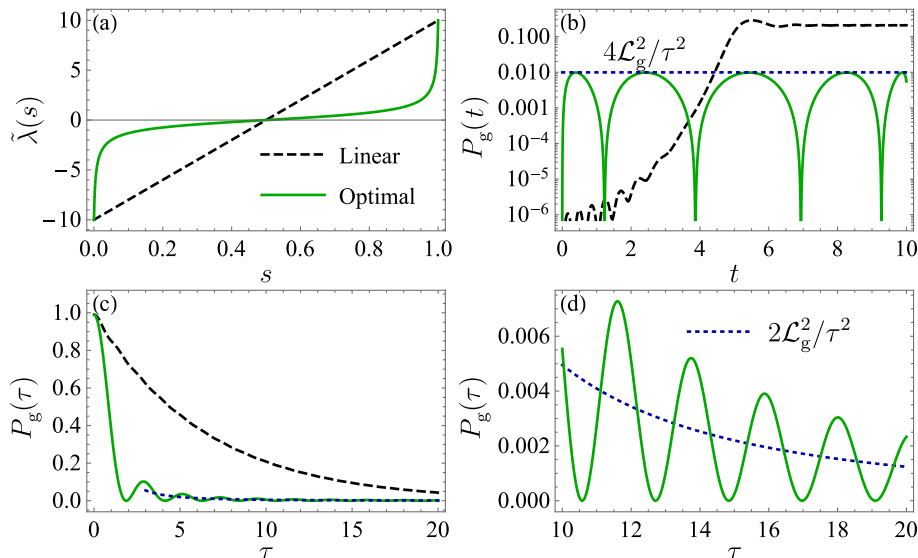 (a)
10
5
0
−5
−10
λ̃(s)
Linear
Optimal
0.0 0.2 0.4 0.6 0.8 1.0
s
(b)
0.100
0.010
0.001
10⁻⁴
10⁻⁵
10⁻⁶
P_g(t)
4ℒ_g²/τ²
0 2 4 6 8 10
t
(c)
1.0
0.8
0.6
0.4
0.2
0.0
P_g(τ)
0 5 10 15 20
τ
(d)
0.006
0.004
0.002
0.000
P_g(τ)
2ℒ_g²/τ²
10 12 14 16 18 20
τ